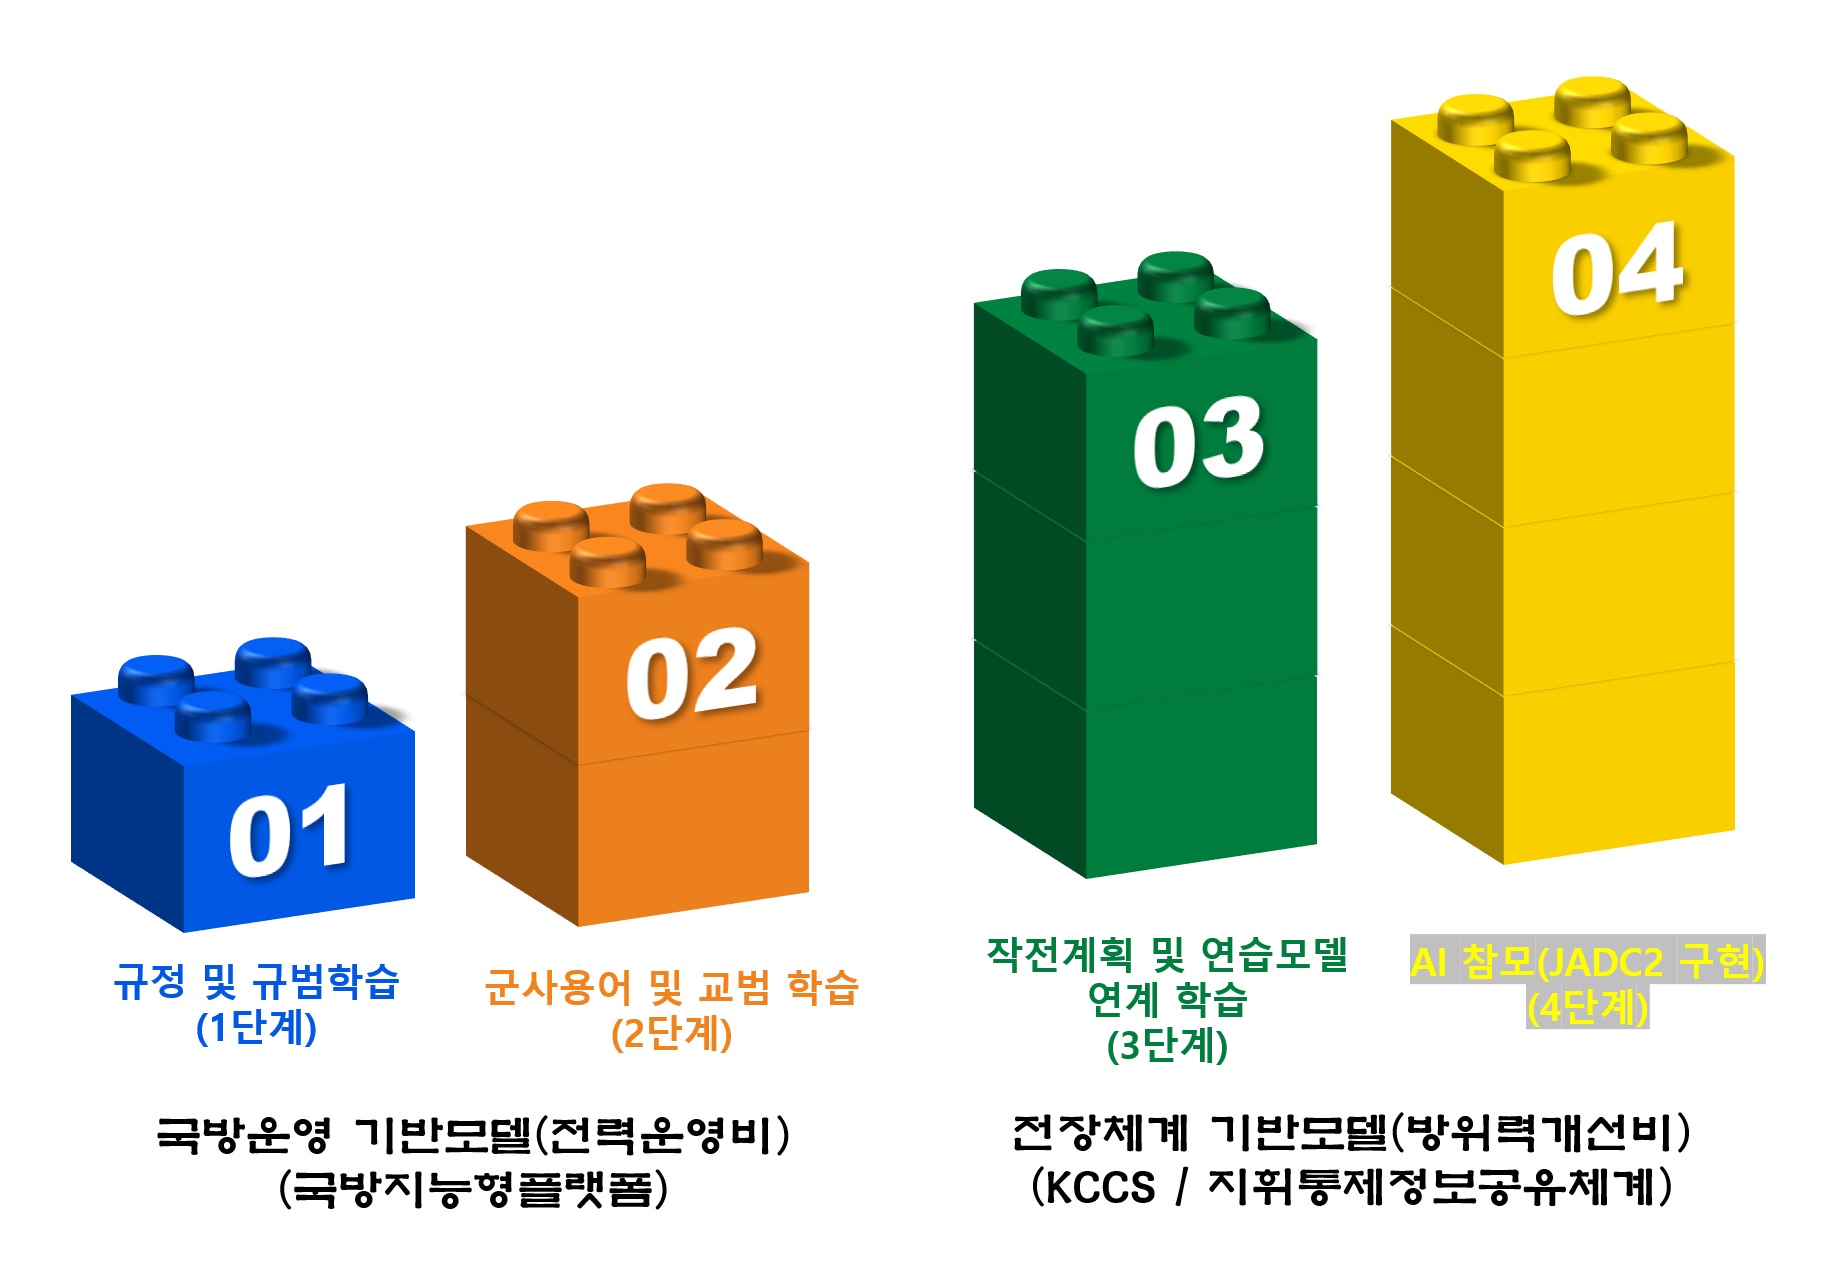 01
02
03
04
규정 및 규범학습
(1단계)
군사용어 및 교범 학습
(2단계)
작전계획 및 연습모델
연계 학습
(3단계)
AI 참모(JADC2 구현)
(4단계)
국방운영 기반모델(전력운영비)
(국방지능형플랫폼)
전장체계 기반모델(방위력개선비)
(KCCS / 지휘통제정보공유체계)